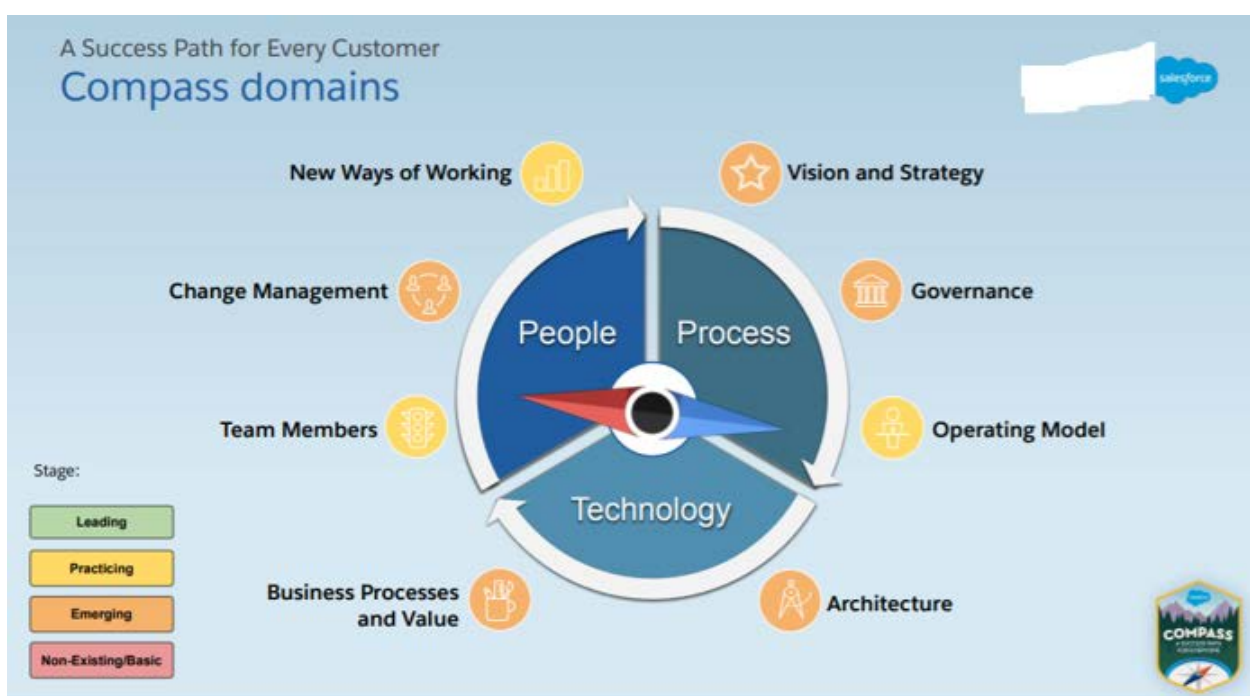 A Success Path for Every Customer
Compass domains
salesforce
New Ways of Working
Vision and Strategy
Change Management
Governance
People
Process
Team Members
Operating Model
Stage:
Technology
Leading
Practicing
Emerging
Non-Existing/Basic
Business Processes
and Value
Architecture
COMPASS